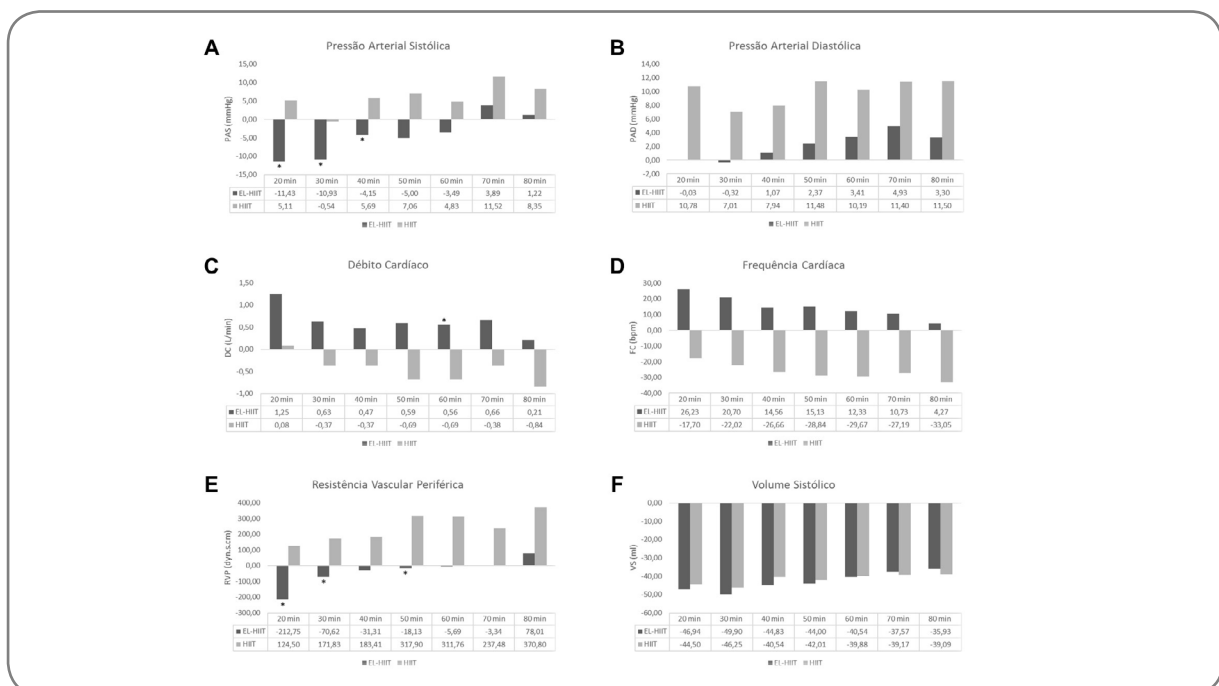 A
Pressão Arterial Sistólica
PAS (mmHg)
15,00
10,00
5,00
0,00
-5,00
-10,00
-15,00
* * *
20 min 30 min 40 min 50 min 60 min 70 min 80 min
EL-HIIT -11,43 -10,93 -4,15 -5,00 -3,49 3,89 1,22
HIIT 5,11 -0,54 5,69 7,06 4,83 11,52 8,35
EL-HIIT HIIT
B
Pressão Arterial Diastólica
PAD (mmHg)
14,00
12,00
10,00
8,00
6,00
4,00
2,00
0,00
-2,00
20 min 30 min 40 min 50 min 60 min 70 min 80 min
EL-HIIT -0,03 -0,32 1,07 2,37 3,41 4,93 3,30
HIIT 10,78 7,01 7,94 11,48 10,19 11,40 11,50
EL-HIIT HIIT
C
Débito Cardíaco
DC (L/min)
1,50
1,00
0,50
0,00
-0,50
-1,00
*
20 min 30 min 40 min 50 min 60 min 70 min 80 min
EL-HIIT 1,25 0,63 0,47 0,59 0,56 0,66 0,21
HIIT 0,08 -0,37 -0,37 -0,69 -0,69 -0,38 -0,84
EL-HIIT HIIT
D
Frequência Cardíaca
FC (bpm)
30,00
20,00
10,00
0,00
-10,00
-20,00
-30,00
-40,00
20 min 30 min 40 min 50 min 60 min 70 min 80 min
EL-HIIT 26,23 20,70 14,56 15,13 12,33 10,73 4,27
HIIT -17,70 -22,02 -26,66 -28,84 -29,67 -27,19 -33,05
EL-HIIT HIIT
E
Resistência Vascular Periférica
RVP (dyn.s.cm)
400,00
300,00
200,00
100,00
0,00
-100,00
-200,00
-300,00
* * *
20 min 30 min 40 min 50 min 60 min 70 min 80 min
EL-HIIT -212,75 -70,62 -31,31 -18,13 -5,69 -3,34 78,01
HIIT 124,50 171,83 183,41 317,90 311,76 237,48 370,80
EL-HIIT HIIT
F
Volume Sistólico
VS (ml)
0,00
-10,00
-20,00
-30,00
-40,00
-50,00
-60,00
20 min 30 min 40 min 50 min 60 min 70 min 80 min
EL-HIIT -46,94 -49,90 -44,83 -44,00 -40,54 -37,57 -35,93
HIIT -44,50 -46,25 -40,54 -42,01 -39,88 -39,17 -39,09
EL-HIIT HIIT